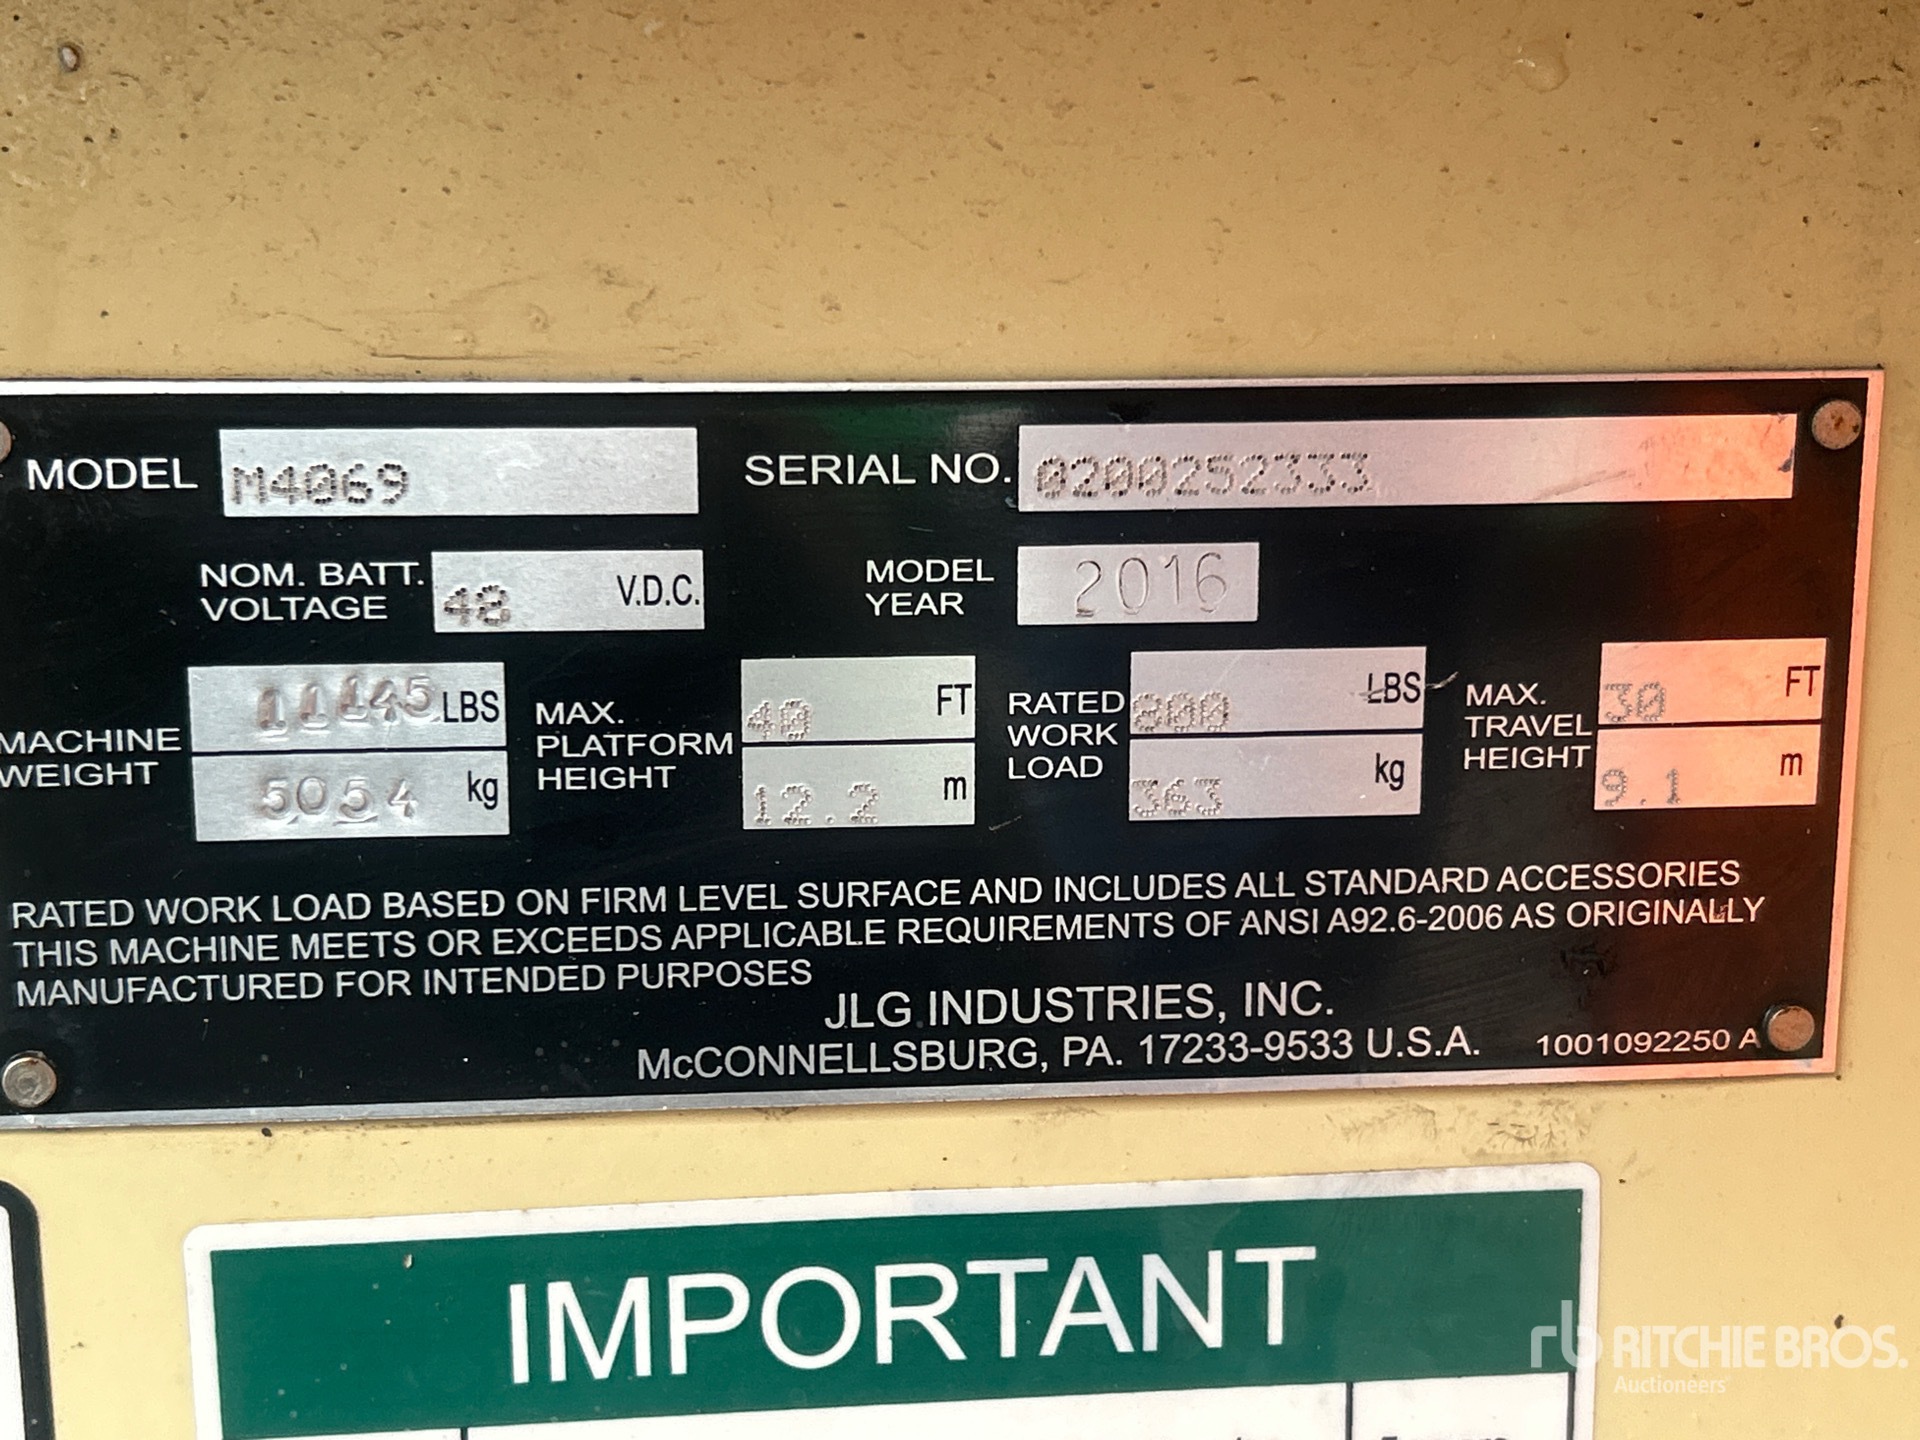 MODEL M4069 SERIAL NO. 0200252333
NOM. BATT. VOLTAGE 48 V.D.C. MODEL YEAR 2016
MACHINE WEIGHT 11145 LBS 5054 kg MAX. PLATFORM HEIGHT 40 FT 12.2 m RATED WORK LOAD 800 LBS 363 kg MAX. TRAVEL HEIGHT 30 FT 9.1 m
RATED WORK LOAD BASED ON FIRM LEVEL SURFACE AND INCLUDES ALL STANDARD ACCESSORIES
THIS MACHINE MEETS OR EXCEEDS APPLICABLE REQUIREMENTS OF ANSI A92.6-2006 AS ORIGINALLY
MANUFACTURED FOR INTENDED PURPOSES
JLG INDUSTRIES, INC.
McCONNELLSBURG, PA. 17233-9533 U.S.A. 1001092250 A
IMPORTANT
rb RITCHIE BROS.
Auctioneers